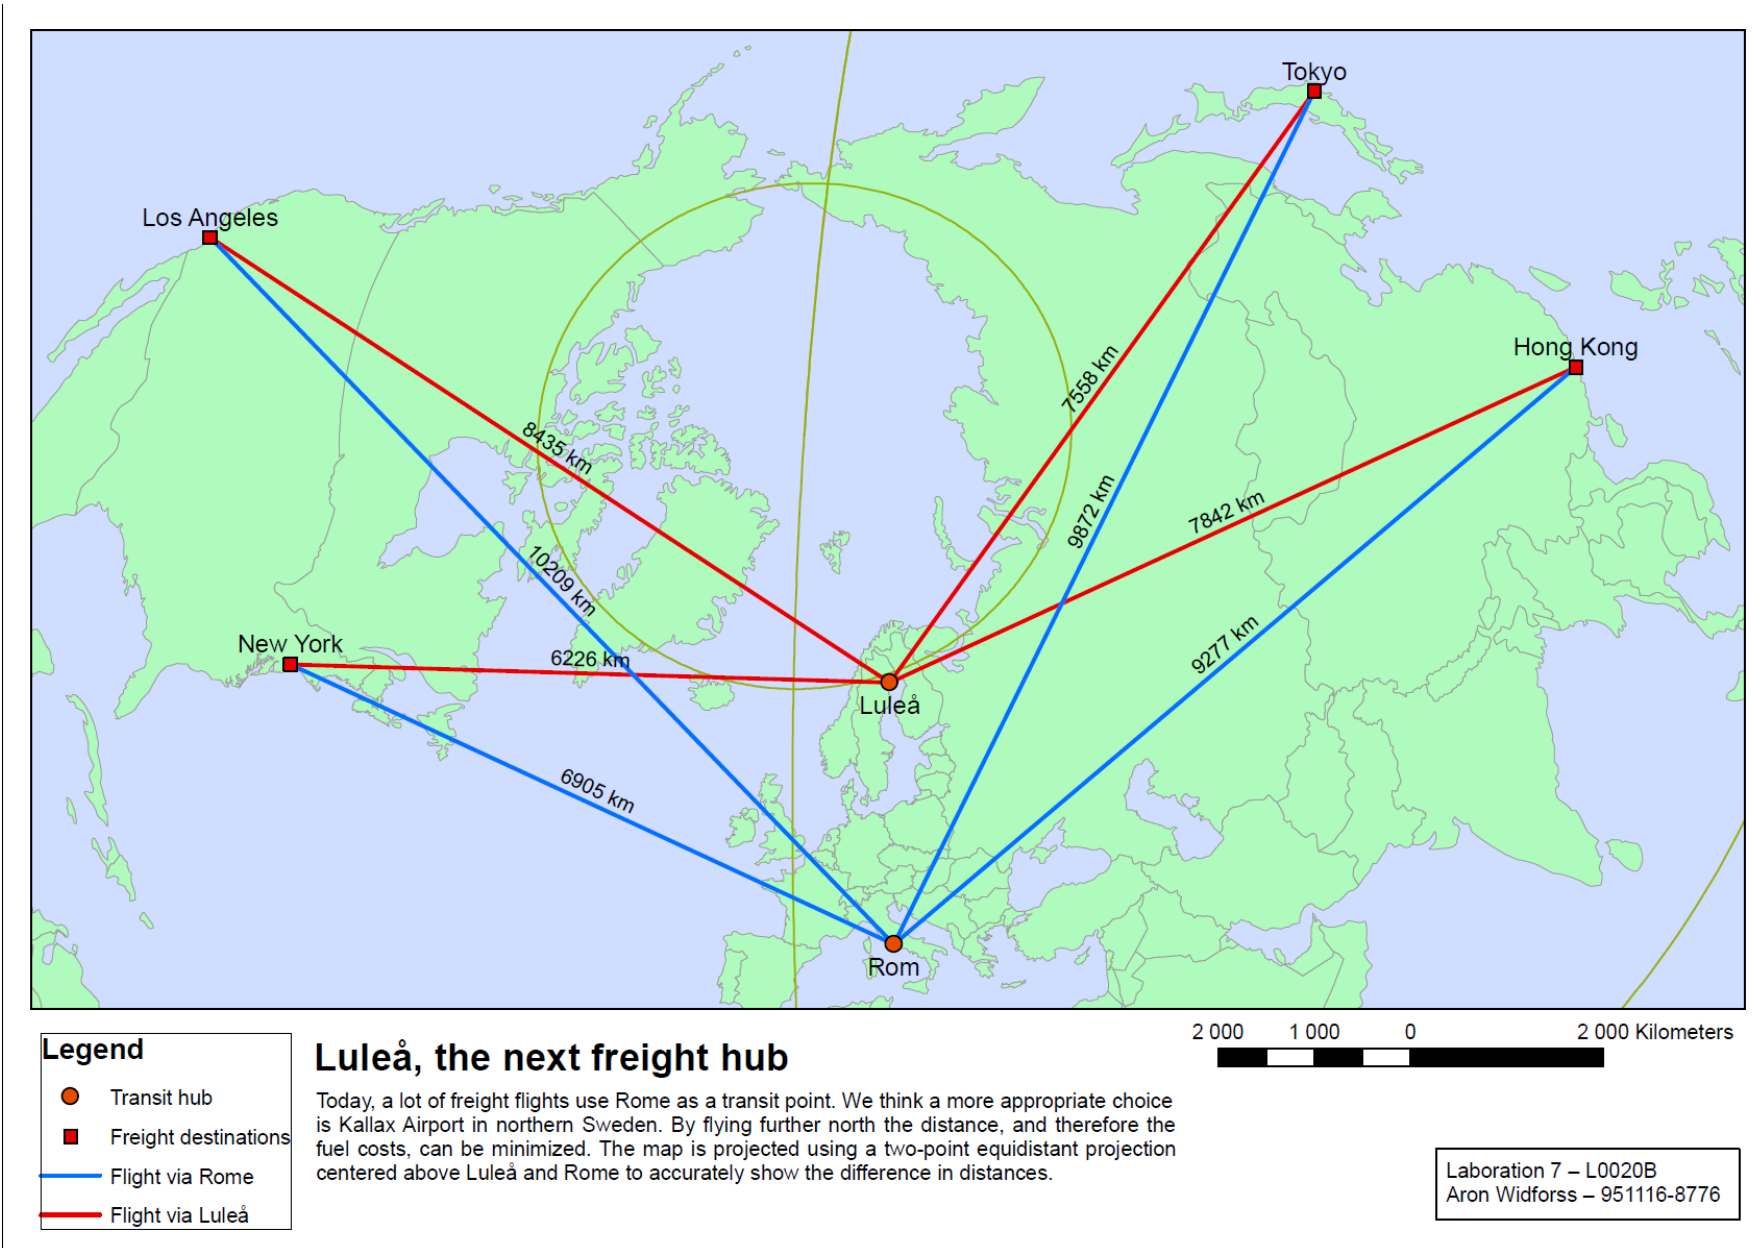 Tokyo
Los Angeles
Hong Kong
7558 km
8435 km
9872 km
7842 km
10209 km
New York
6226 km
9277 km
Luleå
6905 km
Rom
2 000 1 000 0 2 000 Kilometers
Legend
Transit hub
Freight destinations
Flight via Rome
Flight via Luleå
Luleå, the next freight hub
Today, a lot of freight flights use Rome as a transit point. We think a more appropriate choice
is Kallax Airport in northern Sweden. By flying further north the distance, and therefore the
fuel costs, can be minimized. The map is projected using a two-point equidistant projection
centered above Luleå and Rome to accurately show the difference in distances.
Laboration 7 – L0020B
Aron Widforss – 951116-8776